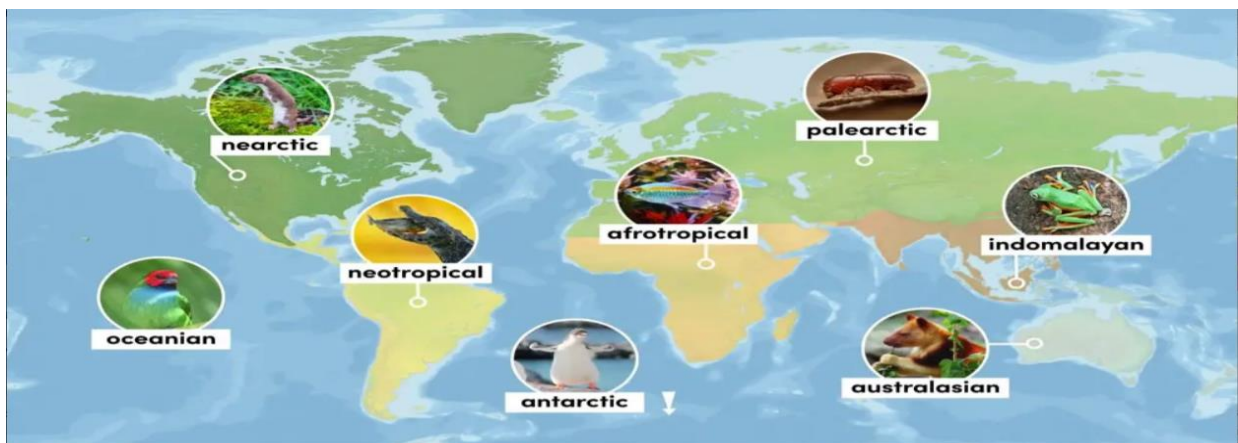 nearctic
palearctic
afrotropical
indomalayan
neotropical
oceanian
australasian
antarctic